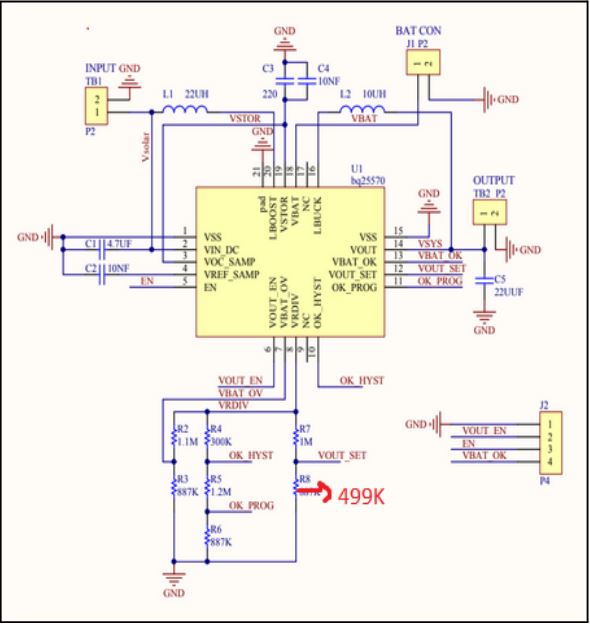 GND
BAT CON
J1 P2
1 2
INPUT GND
TB1
2
1
P2
C3
220
C4
10NF
L1 22UH
L2 10UH
GND
VSTOR
VBAT
GND
Vsolar
21
20
19
18
17
16
U1
bq25570
pad
LBOOST
VSTOR
VBAT
NC
LBUCK
OUTPUT
TB2 P2
1 2
GND
GND
GND
C1 4.7UF
C2 10NF
EN
1 VSS
2 VIN_DC
3 VOC_SAMP
4 VREF_SAMP
5 EN
VSS 15
VOUT 14 VSYS
VBAT_OK 13 VBAT_OK
VOUT_SET 12 VOUT_SET
OK_PROG 11 OK_PROG
C5
22UUF
GND
VOUT_EN
VBAT_OV
VRDIV
NC
OK_HYST
6
7
8
9
10
VOUT_EN
VBAT_OV
VRDIV
OK_HYST
R2
1.1M
R4
300K
R7
1M
OK_HYST
VOUT_SET
R3
887K
R5
1.2M
R8
499K
OK_PROG
R6
887K
GND
J2
GND 1
VOUT_EN 2
EN 3
VBAT_OK 4
P4